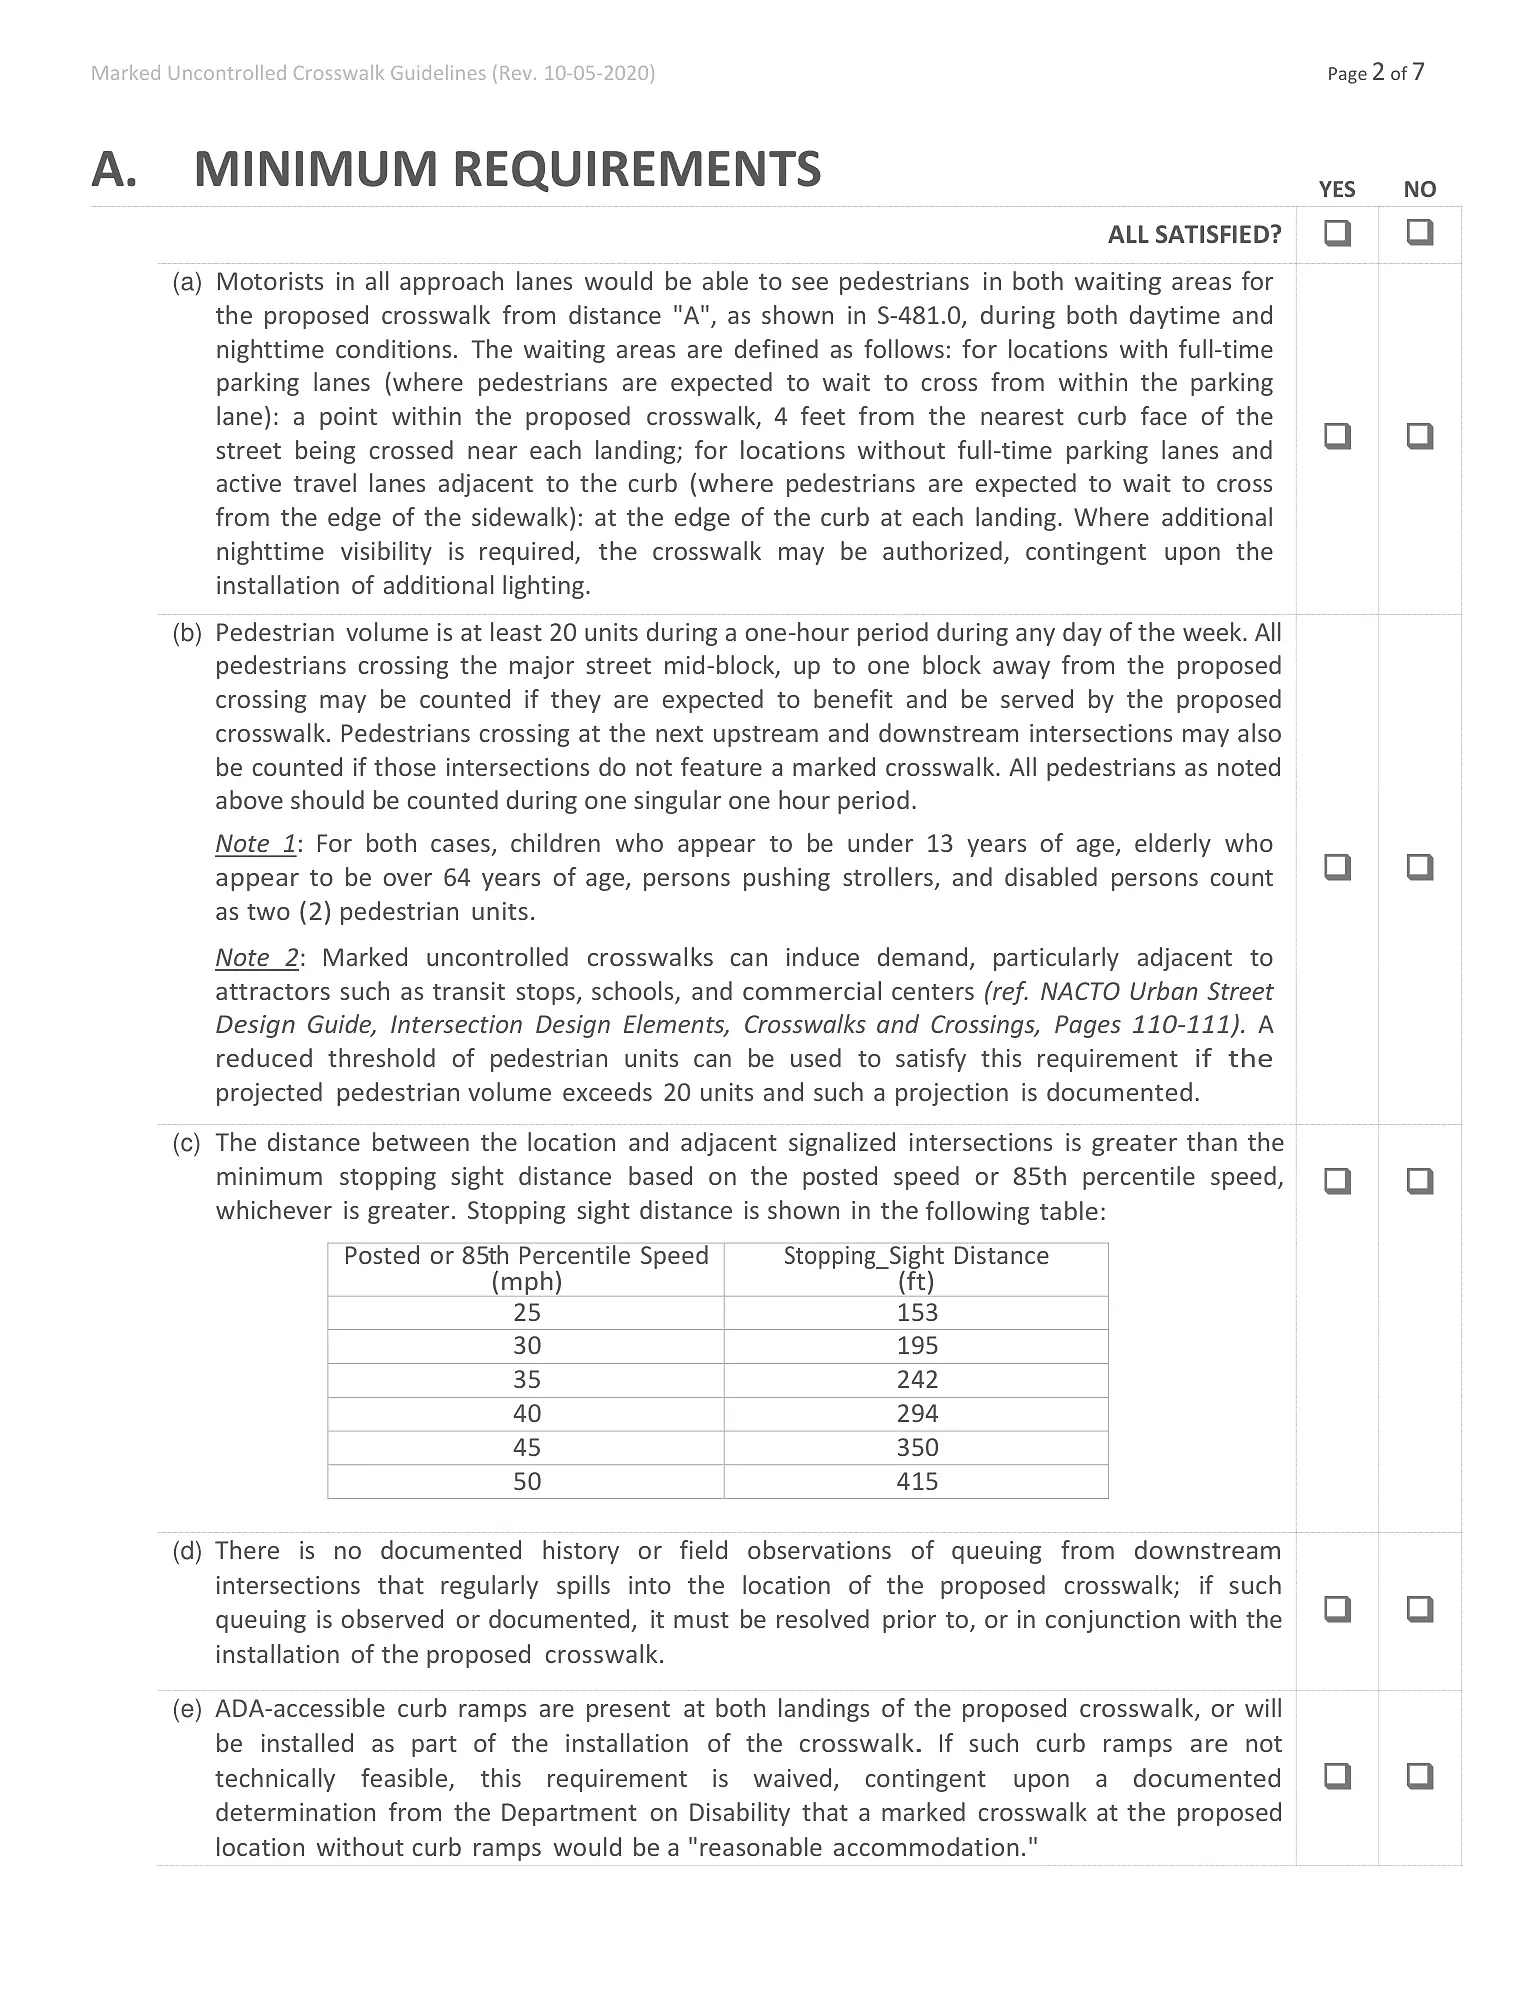 Marked Uncontrolled Crosswalk Guidelines (Rev. 10-05-2020)
Page 2 of 7
A. MINIMUM REQUIREMENTS
YES NO
ALL SATISFIED? ❏ ❏
(a) Motorists in all approach lanes would be able to see pedestrians in both waiting areas for
the proposed crosswalk from distance "A", as shown in S-481.0, during both daytime and
nighttime conditions. The waiting areas are defined as follows: for locations with full-time
parking lanes (where pedestrians are expected to wait to cross from within the parking
lane): a point within the proposed crosswalk, 4 feet from the nearest curb face of the
street being crossed near each landing; for locations without full-time parking lanes and
active travel lanes adjacent to the curb (where pedestrians are expected to wait to cross
from the edge of the sidewalk): at the edge of the curb at each landing. Where additional
nighttime visibility is required, the crosswalk may be authorized, contingent upon the
installation of additional lighting.
❏ ❏
(b) Pedestrian volume is at least 20 units during a one-hour period during any day of the week. All
pedestrians crossing the major street mid-block, up to one block away from the proposed
crossing may be counted if they are expected to benefit and be served by the proposed
crosswalk. Pedestrians crossing at the next upstream and downstream intersections may also
be counted if those intersections do not feature a marked crosswalk. All pedestrians as noted
above should be counted during one singular one hour period.
Note 1: For both cases, children who appear to be under 13 years of age, elderly who
appear to be over 64 years of age, persons pushing strollers, and disabled persons count
as two (2) pedestrian units.
Note 2: Marked uncontrolled crosswalks can induce demand, particularly adjacent to
attractors such as transit stops, schools, and commercial centers (ref. NACTO Urban Street
Design Guide, Intersection Design Elements, Crosswalks and Crossings, Pages 110-111). A
reduced threshold of pedestrian units can be used to satisfy this requirement if the
projected pedestrian volume exceeds 20 units and such a projection is documented.
❏ ❏
(c) The distance between the location and adjacent signalized intersections is greater than the
minimum stopping sight distance based on the posted speed or 85th percentile speed,
whichever is greater. Stopping sight distance is shown in the following table:
❏ ❏
Posted or 85th Percentile Speed (mph) Stopping_Sight Distance (ft)
25 153
30 195
35 242
40 294
45 350
50 415
(d) There is no documented history or field observations of queuing from downstream
intersections that regularly spills into the location of the proposed crosswalk; if such
queuing is observed or documented, it must be resolved prior to, or in conjunction with the
installation of the proposed crosswalk.
❏ ❏
(e) ADA-accessible curb ramps are present at both landings of the proposed crosswalk, or will
be installed as part of the installation of the crosswalk. If such curb ramps are not
technically feasible, this requirement is waived, contingent upon a documented
determination from the Department on Disability that a marked crosswalk at the proposed
location without curb ramps would be a "reasonable accommodation."
❏ ❏